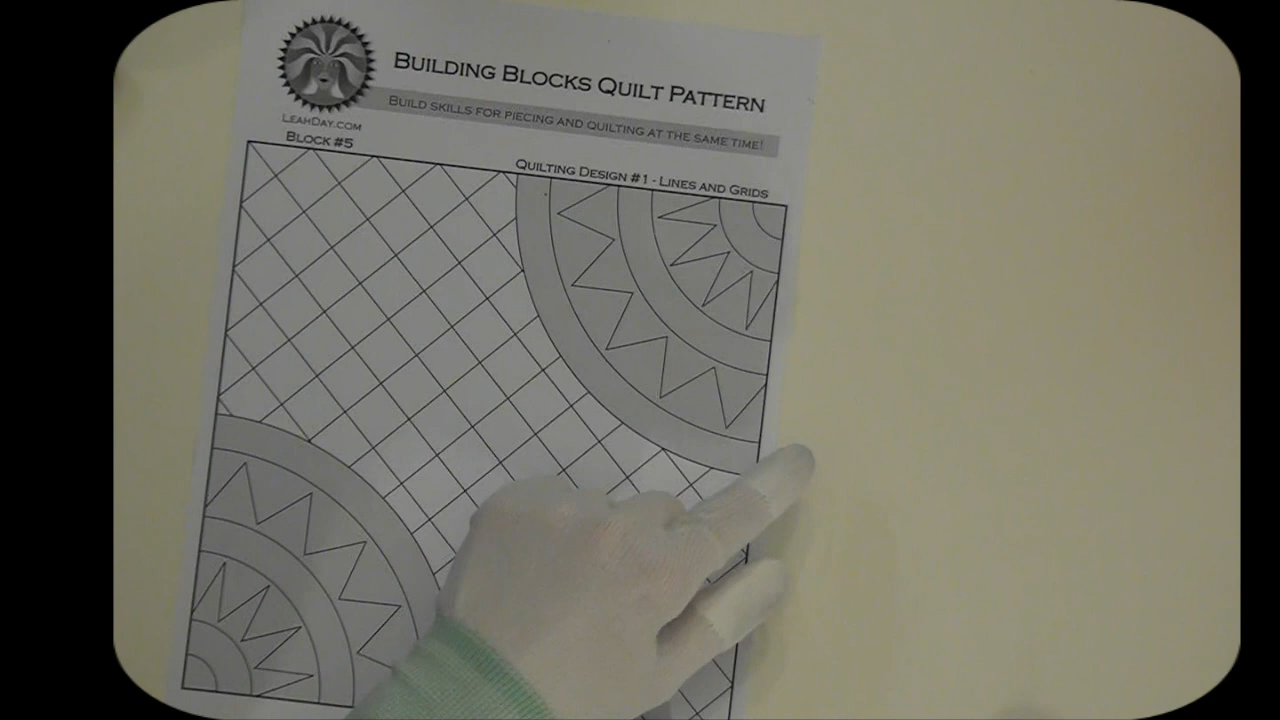 Building Blocks Quilt Pattern
Build skills for piecing and quilting at the same time!
LeahDay.com
Block #5
Quilting Design #1 - Lines and Grids